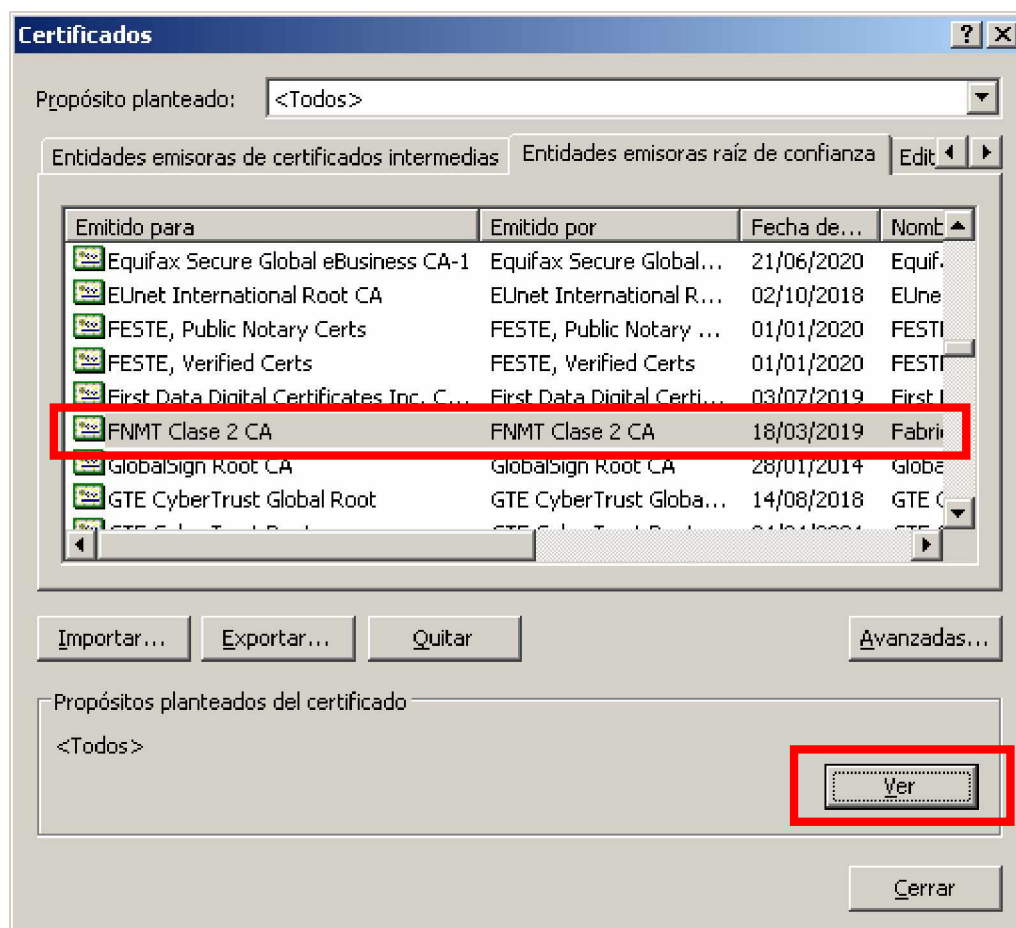 Certificados
Propósito planteado: <Todos>
Entidades emisoras de certificados intermedias Entidades emisoras raíz de confianza Edit
Emitido para Emitido por Fecha de... Nomb
Equifax Secure Global eBusiness CA-1 Equifax Secure Global... 21/06/2020 Equif
EUnet International Root CA EUnet International R... 02/10/2018 EUne
FESTE, Public Notary Certs FESTE, Public Notary ... 01/01/2020 FESTE
FESTE, Verified Certs FESTE, Verified Certs 01/01/2020 FESTE
First Data Digital Certificates Inc. C... First Data Digital Certi... 03/07/2019 First
FNMT Clase 2 CA FNMT Clase 2 CA 18/03/2019 Fabri
GlobalSign Root CA GlobalSign Root CA 28/01/2014 Globa
GTE CyberTrust Global Root GTE CyberTrust Globa... 14/08/2018 GTE C
Importar... Exportar... Quitar Avanzadas...
Propósitos planteados del certificado
<Todos>
Ver
Cerrar